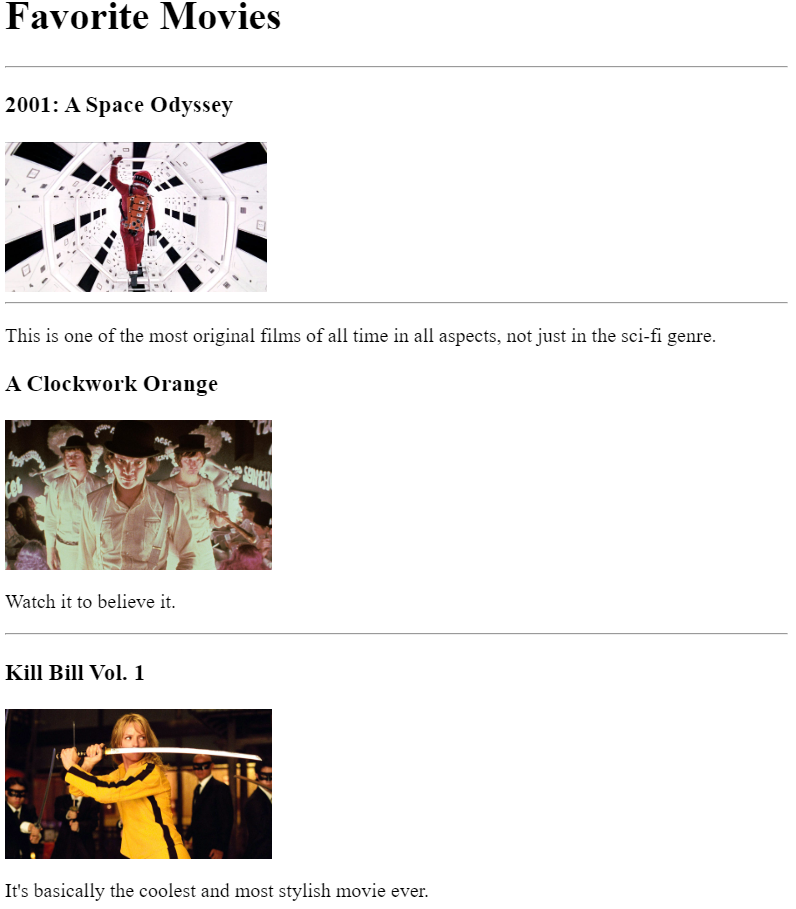 Favorite Movies
2001: A Space Odyssey
This is one of the most original films of all time in all aspects, not just in the sci-fi genre.
A Clockwork Orange
Watch it to believe it.
Kill Bill Vol. 1
It's basically the coolest and most stylish movie ever.